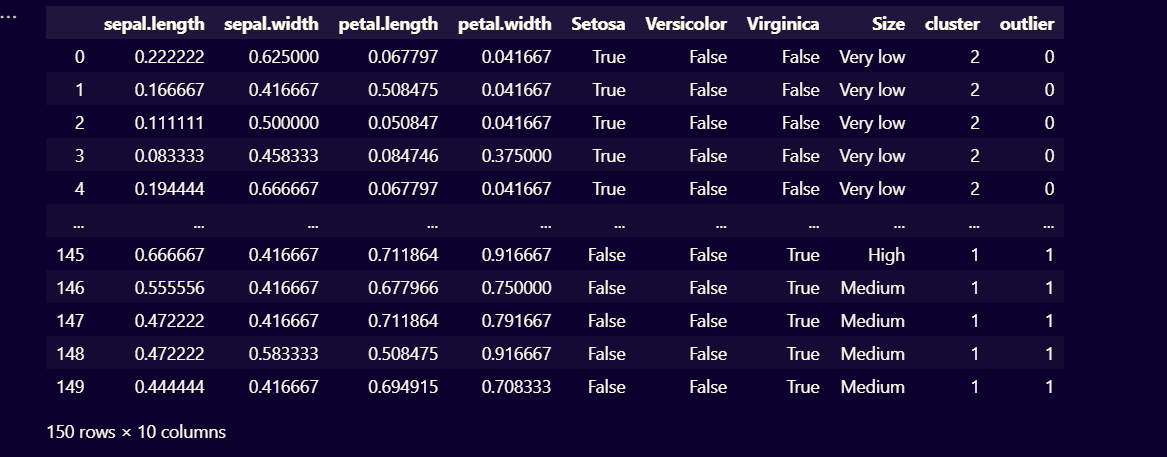 ...
sepal.length sepal.width petal.length petal.width Setosa Versicolor Virginica Size cluster outlier
0 0.222222 0.625000 0.067797 0.041667 True False False Very low 2 0
1 0.166667 0.416667 0.508475 0.041667 True False False Very low 2 0
2 0.111111 0.500000 0.050847 0.041667 True False False Very low 2 0
3 0.083333 0.458333 0.084746 0.375000 True False False Very low 2 0
4 0.194444 0.666667 0.067797 0.041667 True False False Very low 2 0
... ... ... ... ... ... ... ... ... ... ...
145 0.666667 0.416667 0.711864 0.916667 False False True High 1 1
146 0.555556 0.416667 0.677966 0.750000 False False True Medium 1 1
147 0.472222 0.416667 0.711864 0.791667 False False True Medium 1 1
148 0.472222 0.583333 0.508475 0.916667 False False True Medium 1 1
149 0.444444 0.416667 0.694915 0.708333 False False True Medium 1 1
150 rows × 10 columns